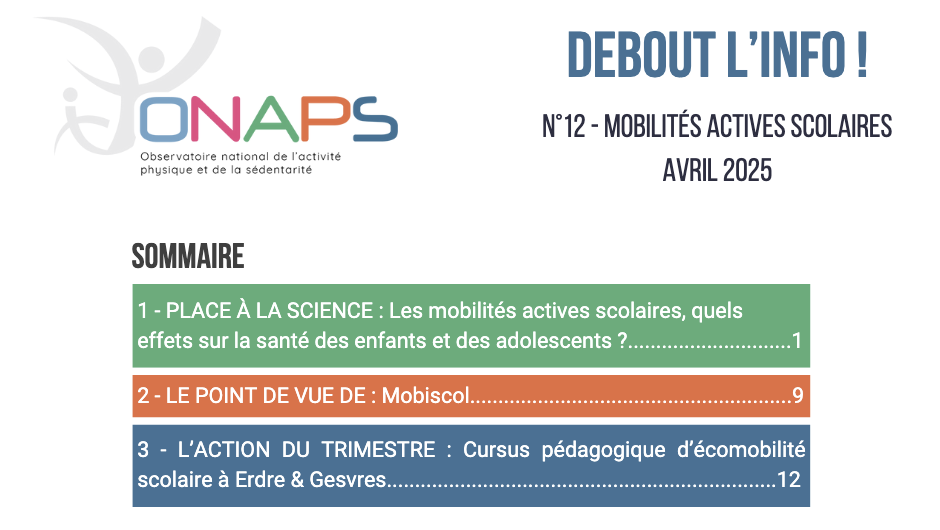 ONAPS
Observatoire national de l'activité
physique et de la sédentarité
DEBOUT L'INFO !
N°12 - MOBILITÉS ACTIVES SCOLAIRES
AVRIL 2025
SOMMAIRE
1 - PLACE À LA SCIENCE : Les mobilités actives scolaires, quels
effets sur la santé des enfants et des adolescents ?.............................1
2 - LE POINT DE VUE DE : Mobiscol.........................................................9
3 - L'ACTION DU TRIMESTRE : Cursus pédagogique d'écomobilité
scolaire à Erdre & Gesvres.....................................................................12